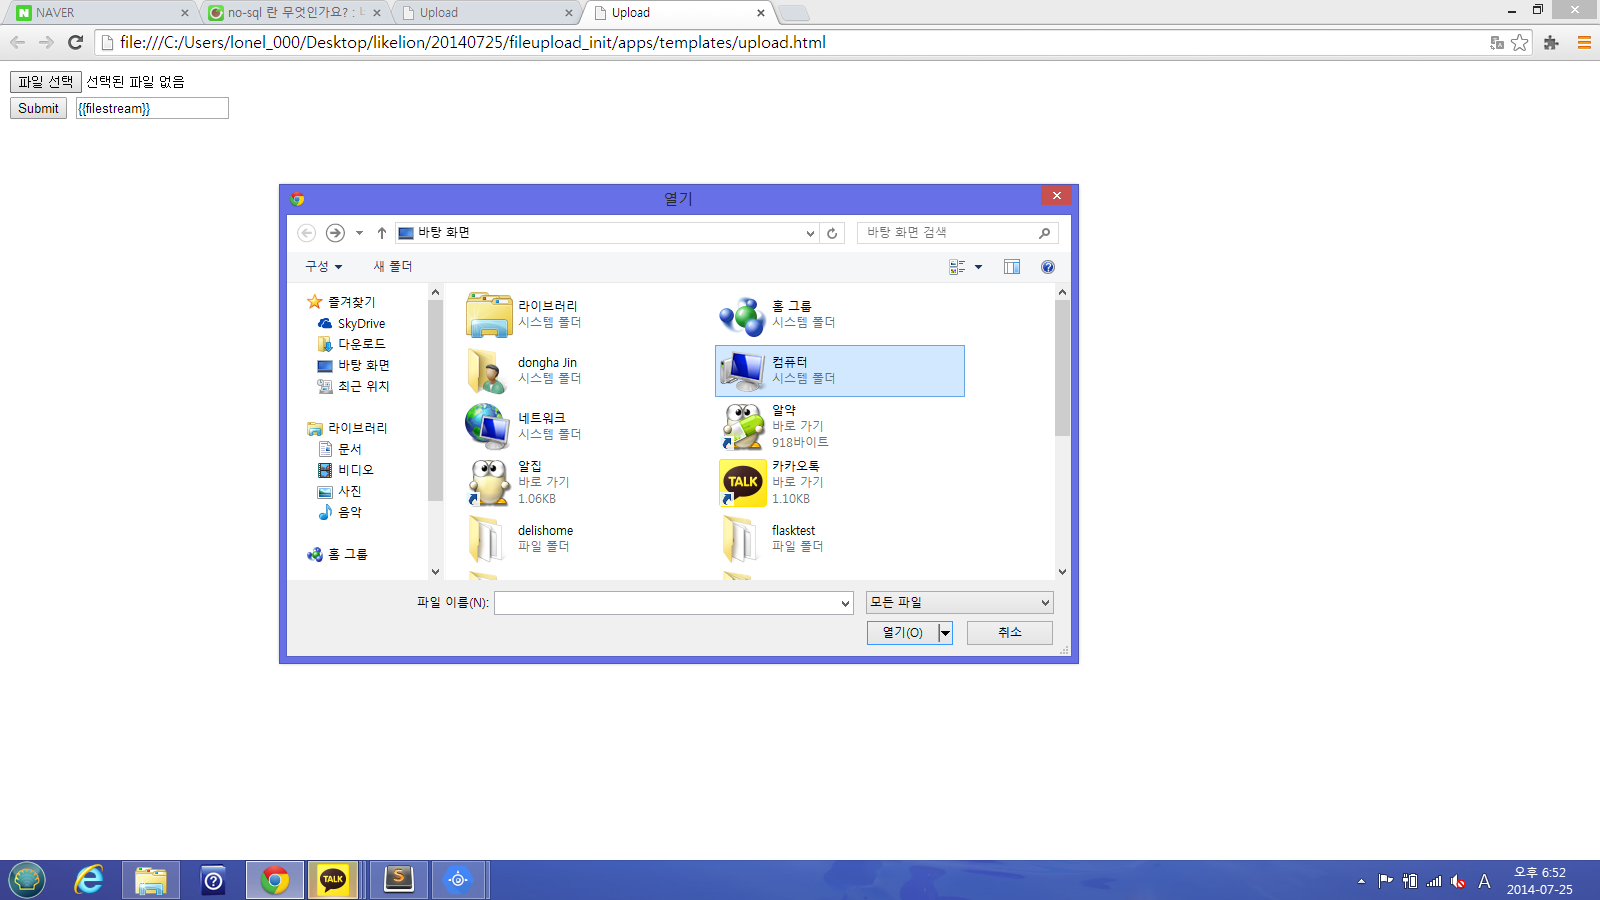 NAVER
no-sql 란 무엇인가요? :
Upload
Upload
file:///C:/Users/lonel_000/Desktop/likelion/20140725/fileupload_init/apps/templates/upload.html
파일 선택 선택된 파일 없음
Submit {{filestream}}
열기
바탕 화면
바탕 화면 검색
구성 새 폴더
즐겨찾기
SkyDrive
다운로드
바탕 화면
최근 위치
라이브러리
문서
비디오
사진
음악
홈 그룹
라이브러리
시스템 폴더
홈 그룹
시스템 폴더
dongha Jin
시스템 폴더
컴퓨터
시스템 폴더
네트워크
시스템 폴더
알약
바로 가기
918바이트
알집
바로 가기
1.06KB
TALK
카카오톡
바로 가기
1.10KB
delishome
파일 폴더
flasktest
파일 폴더
파일 이름(N):
모든 파일
열기(O) 취소
TALK
A
오후 6:52
2014-07-25